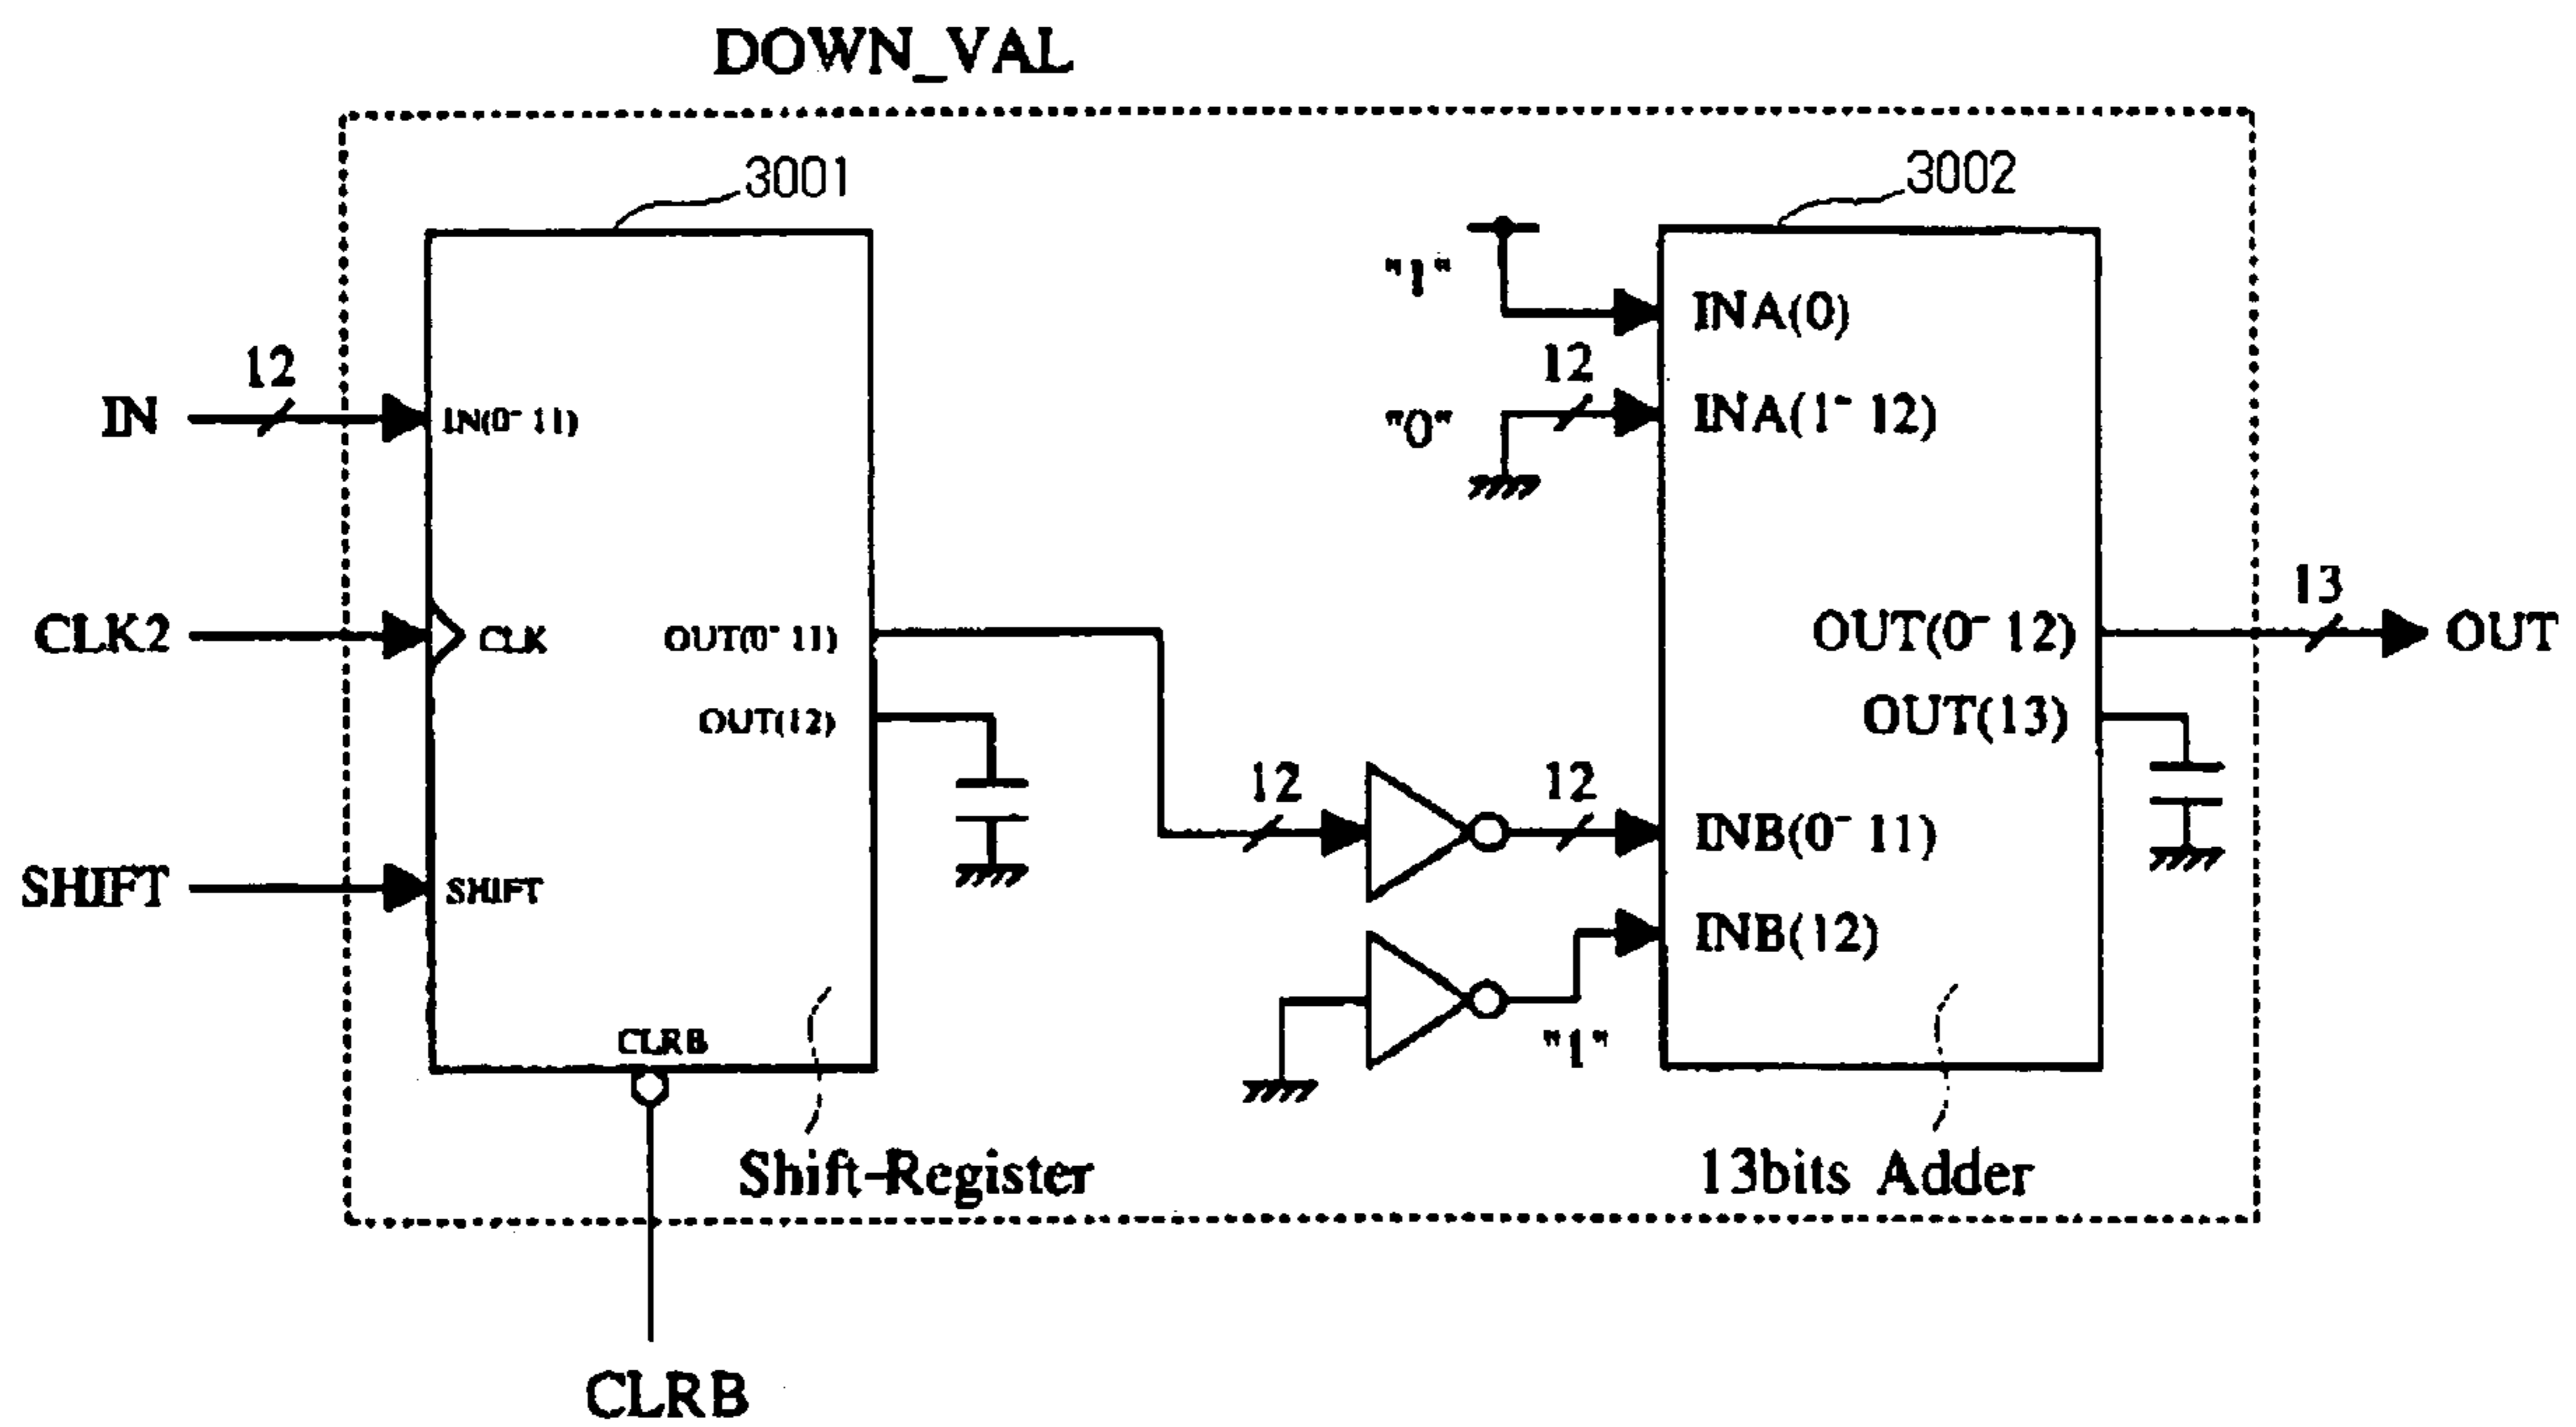 DOWN_VAL
3001
3002
"1"
INA(0)
12
12
IN
IN(0-11)
"0"
INA(1-12)
13
CLK2
CLK
OUT(0-11)
OUT(0-12)
OUT
OUT(12)
OUT(13)
12
12
INB(0-11)
SHIFT
SHIFT
INB(12)
CLRB
"1"
Shift-Register
13bits Adder
CLRB